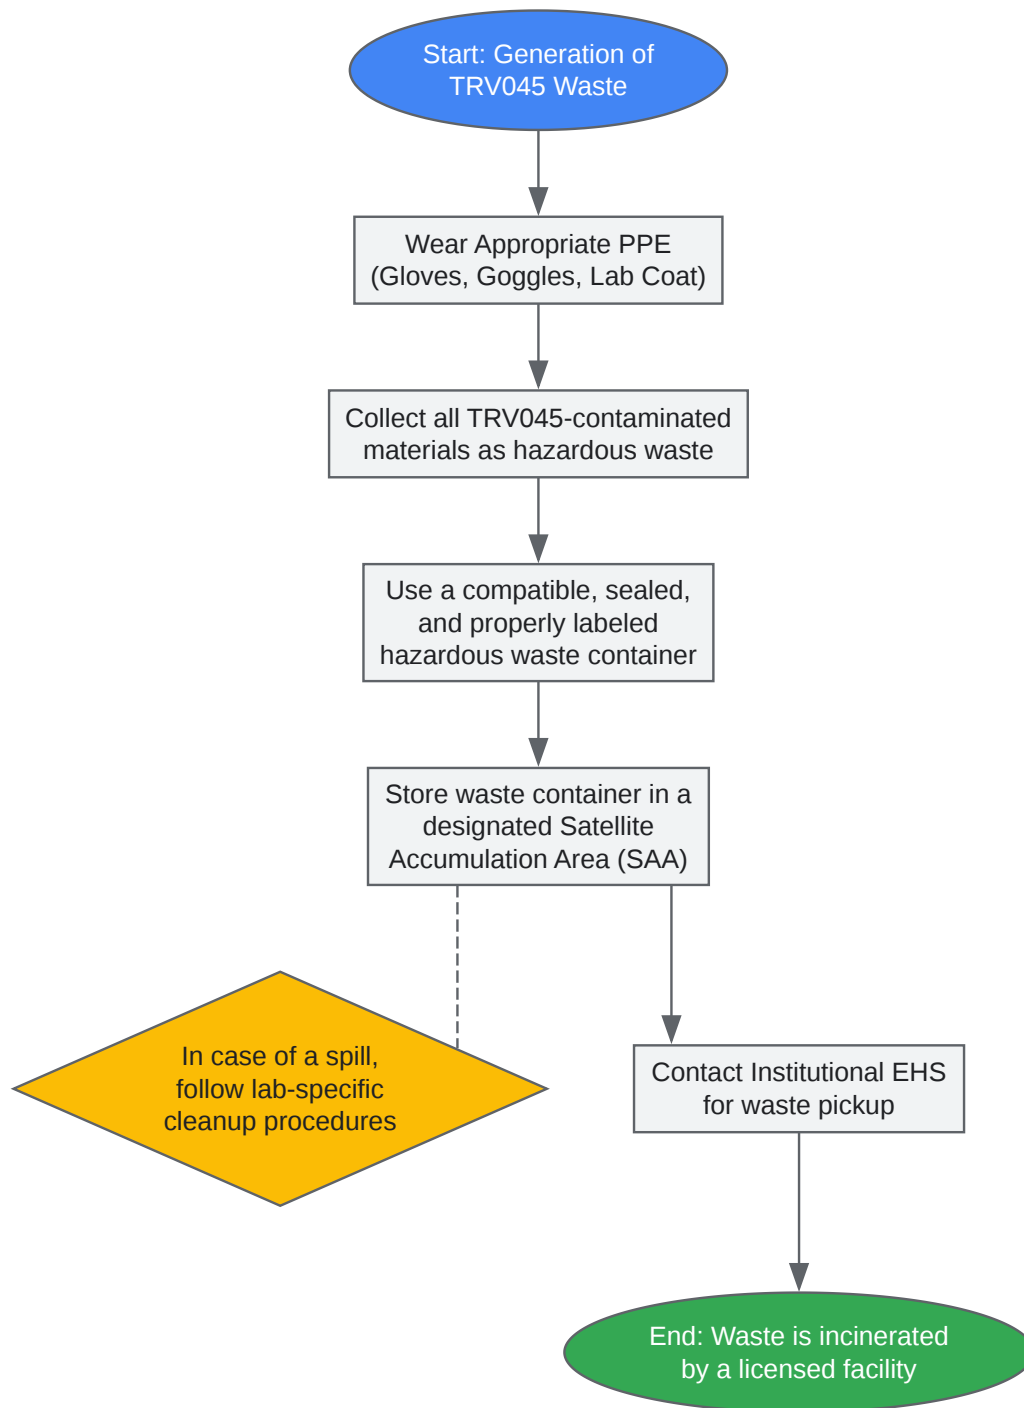 Start: Generation of
TRV045 Waste
Wear Appropriate PPE
(Gloves, Goggles, Lab Coat)
Collect all TRV045-contaminated
materials as hazardous waste
Use a compatible, sealed,
and properly labeled
hazardous waste container
Store waste container in a
designated Satellite
Accumulation Area (SAA)
In case of a spill,
follow lab-specific
cleanup procedures
Contact Institutional EHS
for waste pickup
End: Waste is incinerated
by a licensed facility